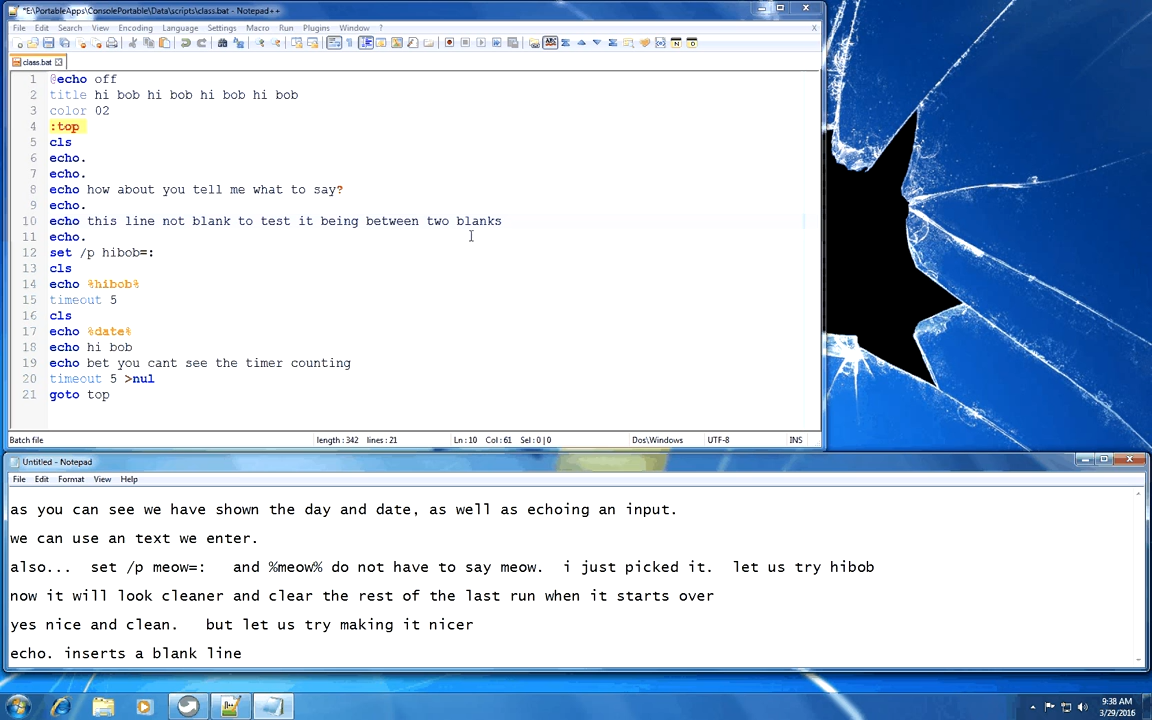 *E:\PortableApps\ConsolePortable\Data\scripts\class.bat - Notepad++
File Edit Search View Encoding Language Settings Macro Run Plugins Window ? X
class.bat
1 @echo off
2 title hi bob hi bob hi bob hi bob
3 color 02
4 :top
5 cls
6 echo.
7 echo.
8 echo how about you tell me what to say?
9 echo.
10 echo this line not blank to test it being between two blanks
11 echo.
12 set /p hibob=:
13 cls
14 echo %hibob%
15 timeout 5
16 cls
17 echo %date%
18 echo hi bob
19 echo bet you cant see the timer counting
20 timeout 5 >nul
21 goto top
Batch file length : 342 lines : 21 Ln : 10 Col : 61 Sel : 0 | 0 Dos\Windows UTF-8 INS
Untitled - Notepad
File Edit Format View Help
as you can see we have shown the day and date, as well as echoing an input.
we can use an text we enter.
also... set /p meow=: and %meow% do not have to say meow. i just picked it. let us try hibob
now it will look cleaner and clear the rest of the last run when it starts over
yes nice and clean. but let us try making it nicer
echo. inserts a blank line
9:38 AM
3/29/2016